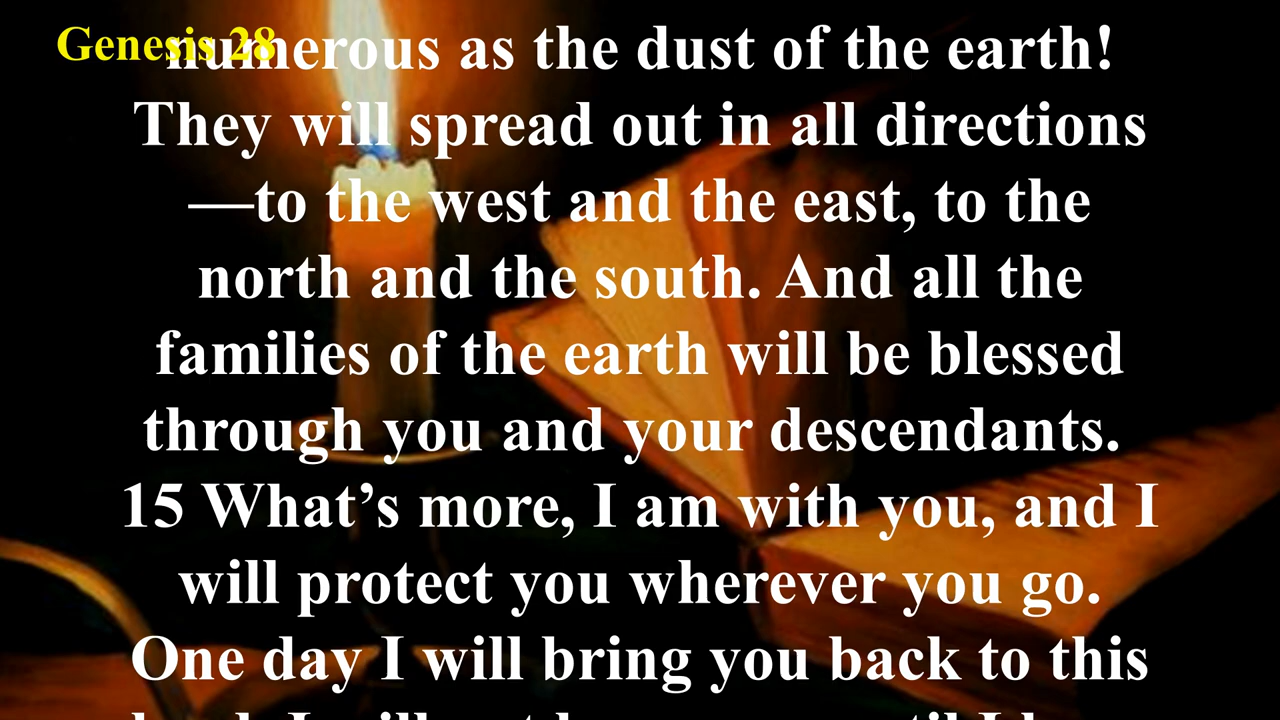 Genesis 28
numerous as the dust of the earth!
They will spread out in all directions
—to the west and the east, to the
north and the south. And all the
families of the earth will be blessed
through you and your descendants.
15 What’s more, I am with you, and I
will protect you wherever you go.
One day I will bring you back to this